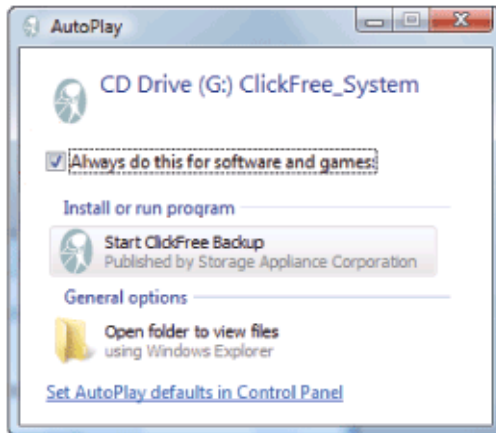 AutoPlay
CD Drive (G:) ClickFree_System
Always do this for software and games:
Install or run program
Start ClickFree Backup
Published by Storage Appliance Corporation
General options
Open folder to view files
using Windows Explorer
Set AutoPlay defaults in Control Panel